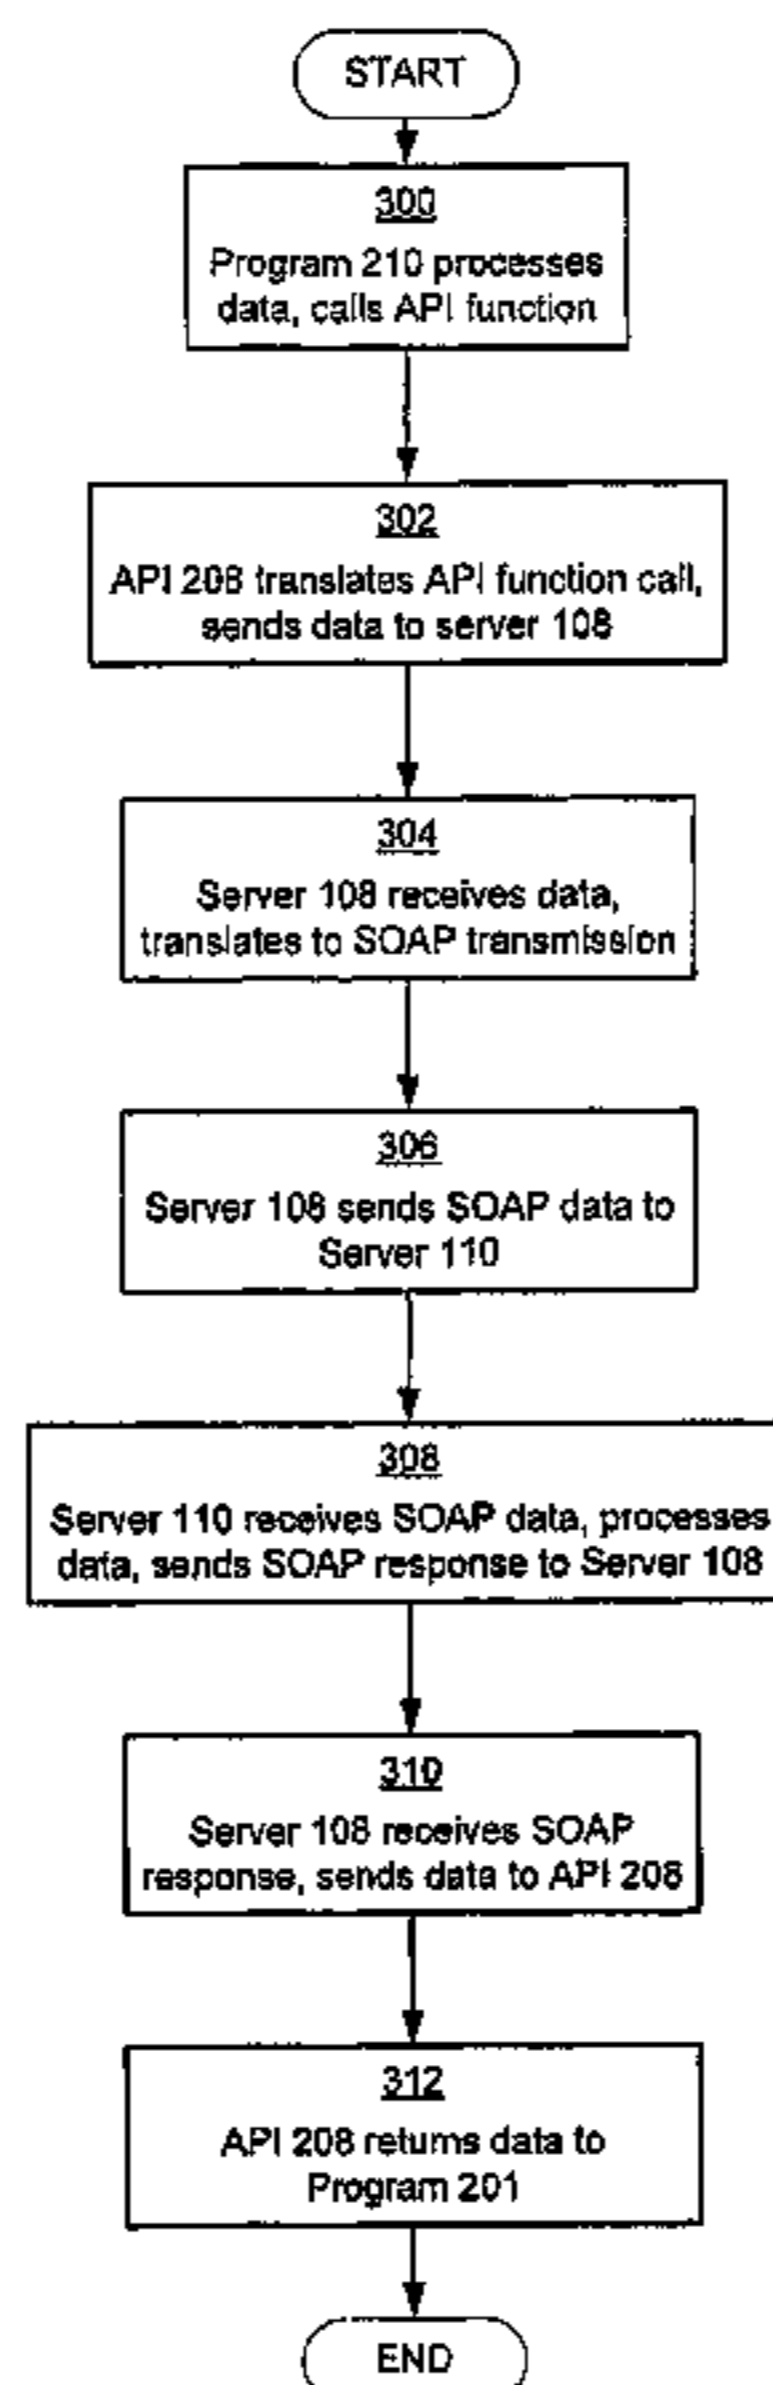 START
300
Program 210 processes
data, calls API function
302
API 208 translates API function call,
sends data to server 108
304
Server 108 receives data,
translates to SOAP transmission
306
Server 108 sends SOAP data to
Server 110
308
Server 110 receives SOAP data, processes
data, sends SOAP response to Server 108
310
Server 108 receives SOAP
response, sends data to API 208
312
API 208 returns data to
Program 201
END